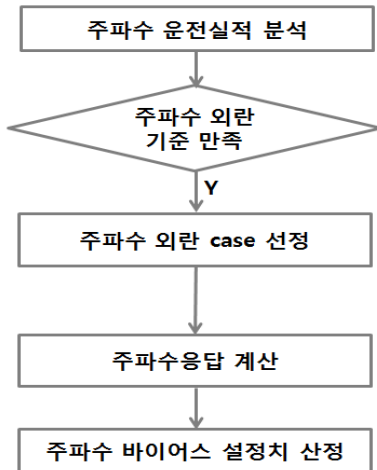 주파수 운전실적 분석
주파수 외란
기준 만족
Y
주파수 외란 case 선정
주파수응답 계산
주파수 바이어스 설정치 산정